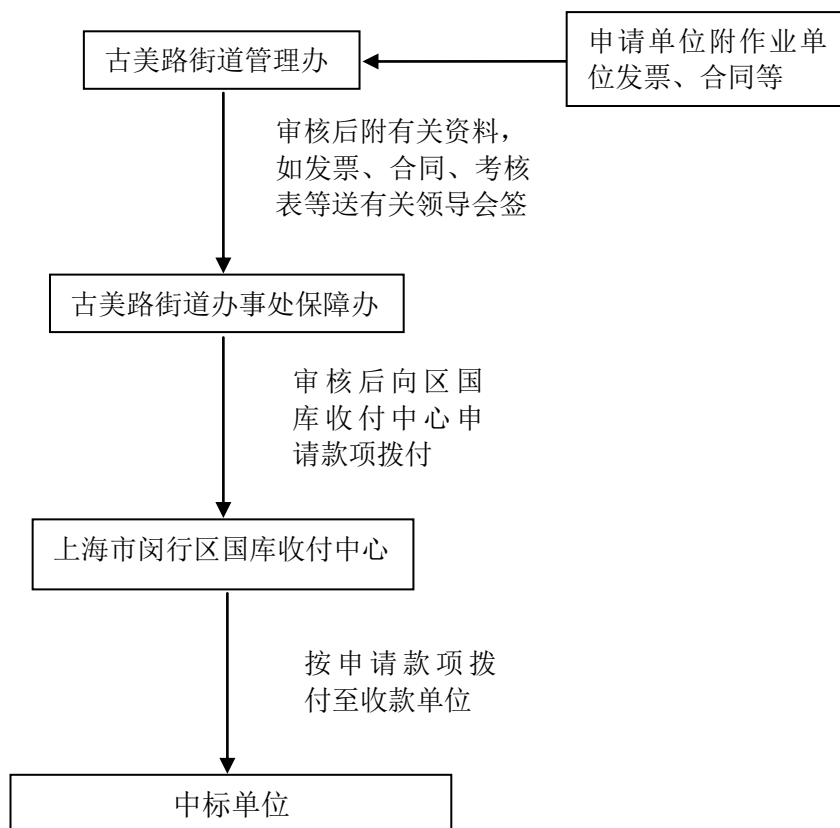 古美路街道管理办
申请单位附作业单
位发票、合同等
审核后附有关资料，
如发票、合同、考核
表等送有关领导会签
古美路街道办事处保障办
审核后向区国
库收付中心申
请款项拨付
上海市闵行区国库收付中心
按申请款项拨
付至收款单位
中标单位